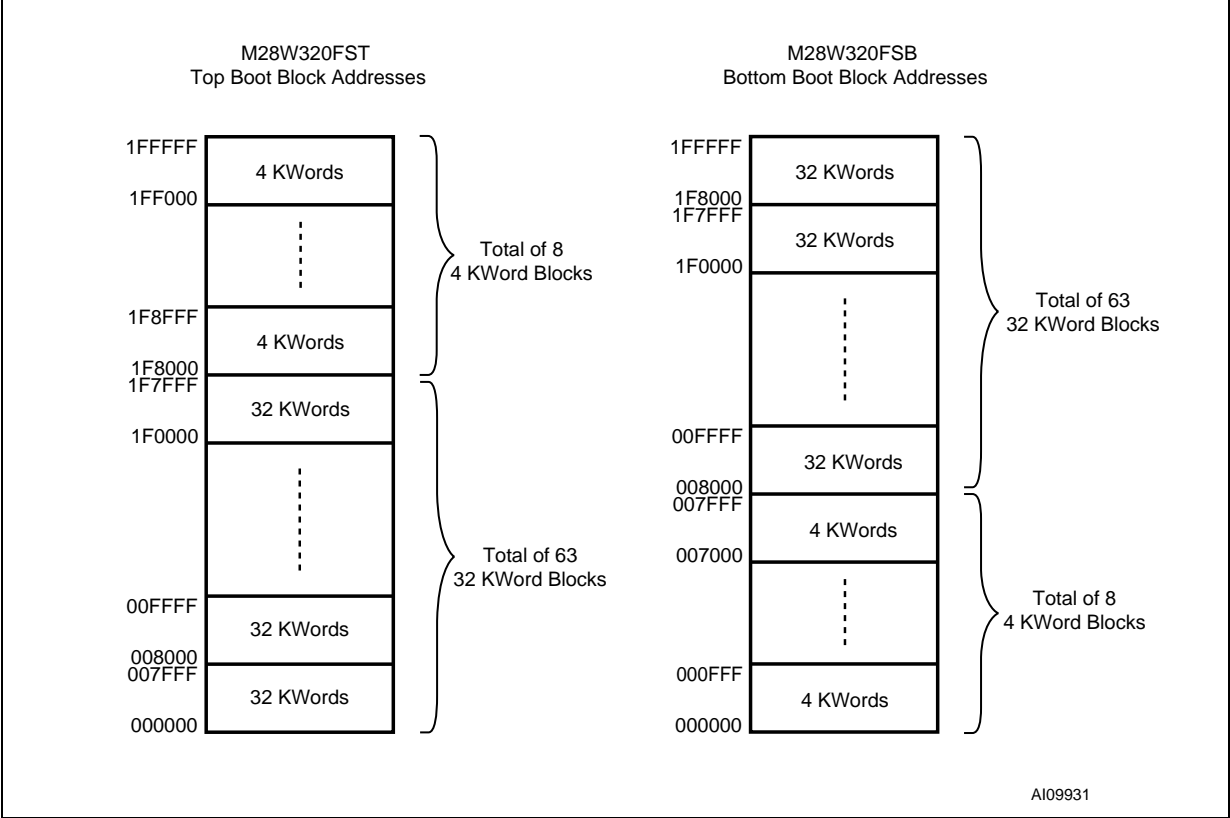 M28W320FST
Top Boot Block Addresses
1FFFFF
4 KWords
1FF000
Total of 8
4 KWord Blocks
1F8FFF
4 KWords
1F8000
1F7FFF
32 KWords
1F0000
Total of 63
32 KWord Blocks
00FFFF
32 KWords
008000
007FFF
32 KWords
000000
M28W320FSB
Bottom Boot Block Addresses
1FFFFF
32 KWords
1F8000
1F7FFF
32 KWords
1F0000
Total of 63
32 KWord Blocks
00FFFF
32 KWords
008000
007FFF
4 KWords
007000
Total of 8
4 KWord Blocks
000FFF
4 KWords
000000
AI09931